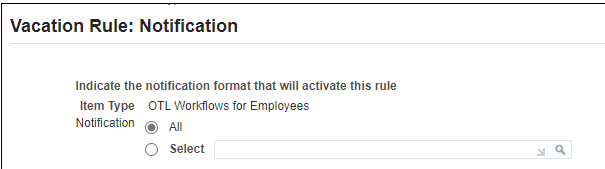 Vacation Rule: Notification
Indicate the notification format that will activate this rule
Item Type OTL Workflows for Employees
Notification All
Select